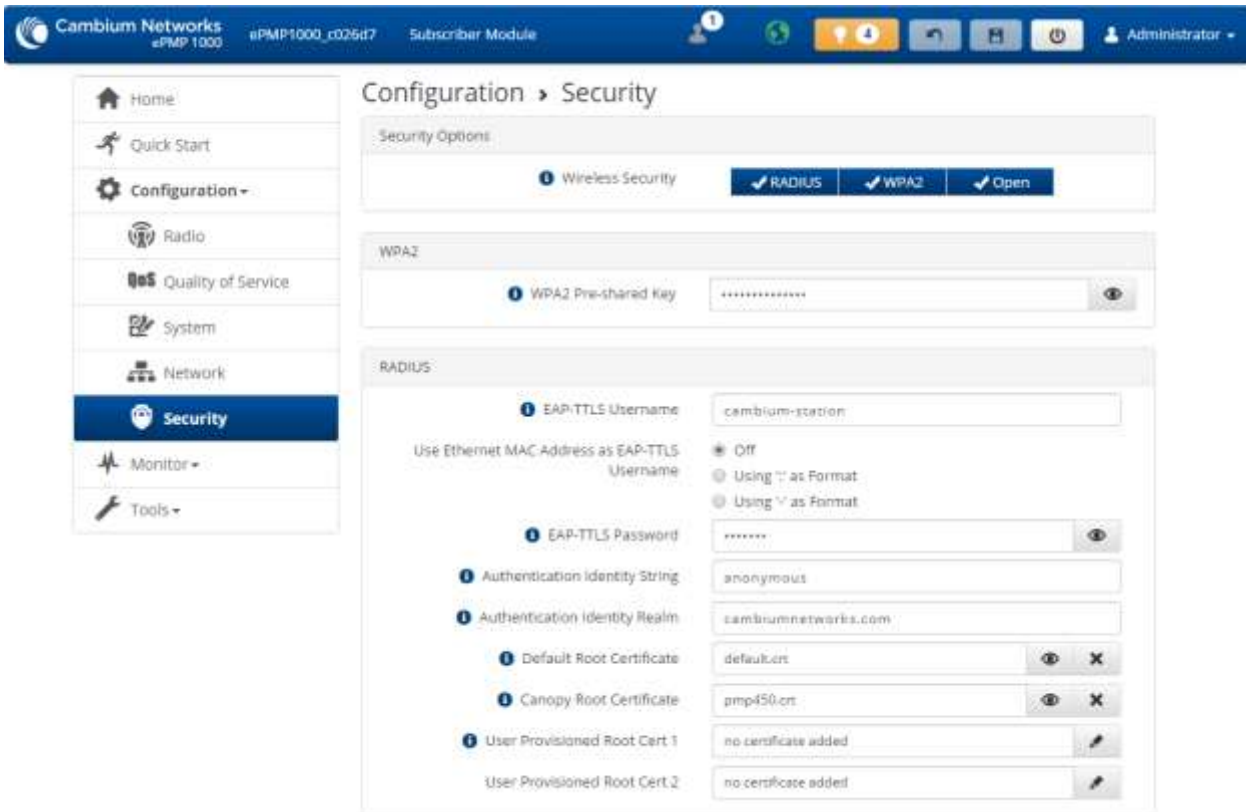 Cambium Networks
ePMP 1000
ePMP1000_c026d7
Subscriber Module
1
4
Administrator
Home
Quick Start
Configuration
Radio
QoS Quality of Service
System
Network
Security
Monitor
Tools
Configuration > Security
Security Options
Wireless Security
RADIUS
WPA2
Open
WPA2
WPA2 Pre-shared Key
••••••••••••••
RADIUS
EAP-TTLS Username
cambium-station
Use Ethernet MAC Address as EAP-TTLS
Username
Off
Using ':' as Format
Using '-' as Format
EAP-TTLS Password
•••••••
Authentication Identity String
anonymous
Authentication Identity Realm
cambiumnetworks.com
Default Root Certificate
default.crt
Canopy Root Certificate
pmp450.crt
User Provisioned Root Cert 1
no certificate added
User Provisioned Root Cert 2
no certificate added